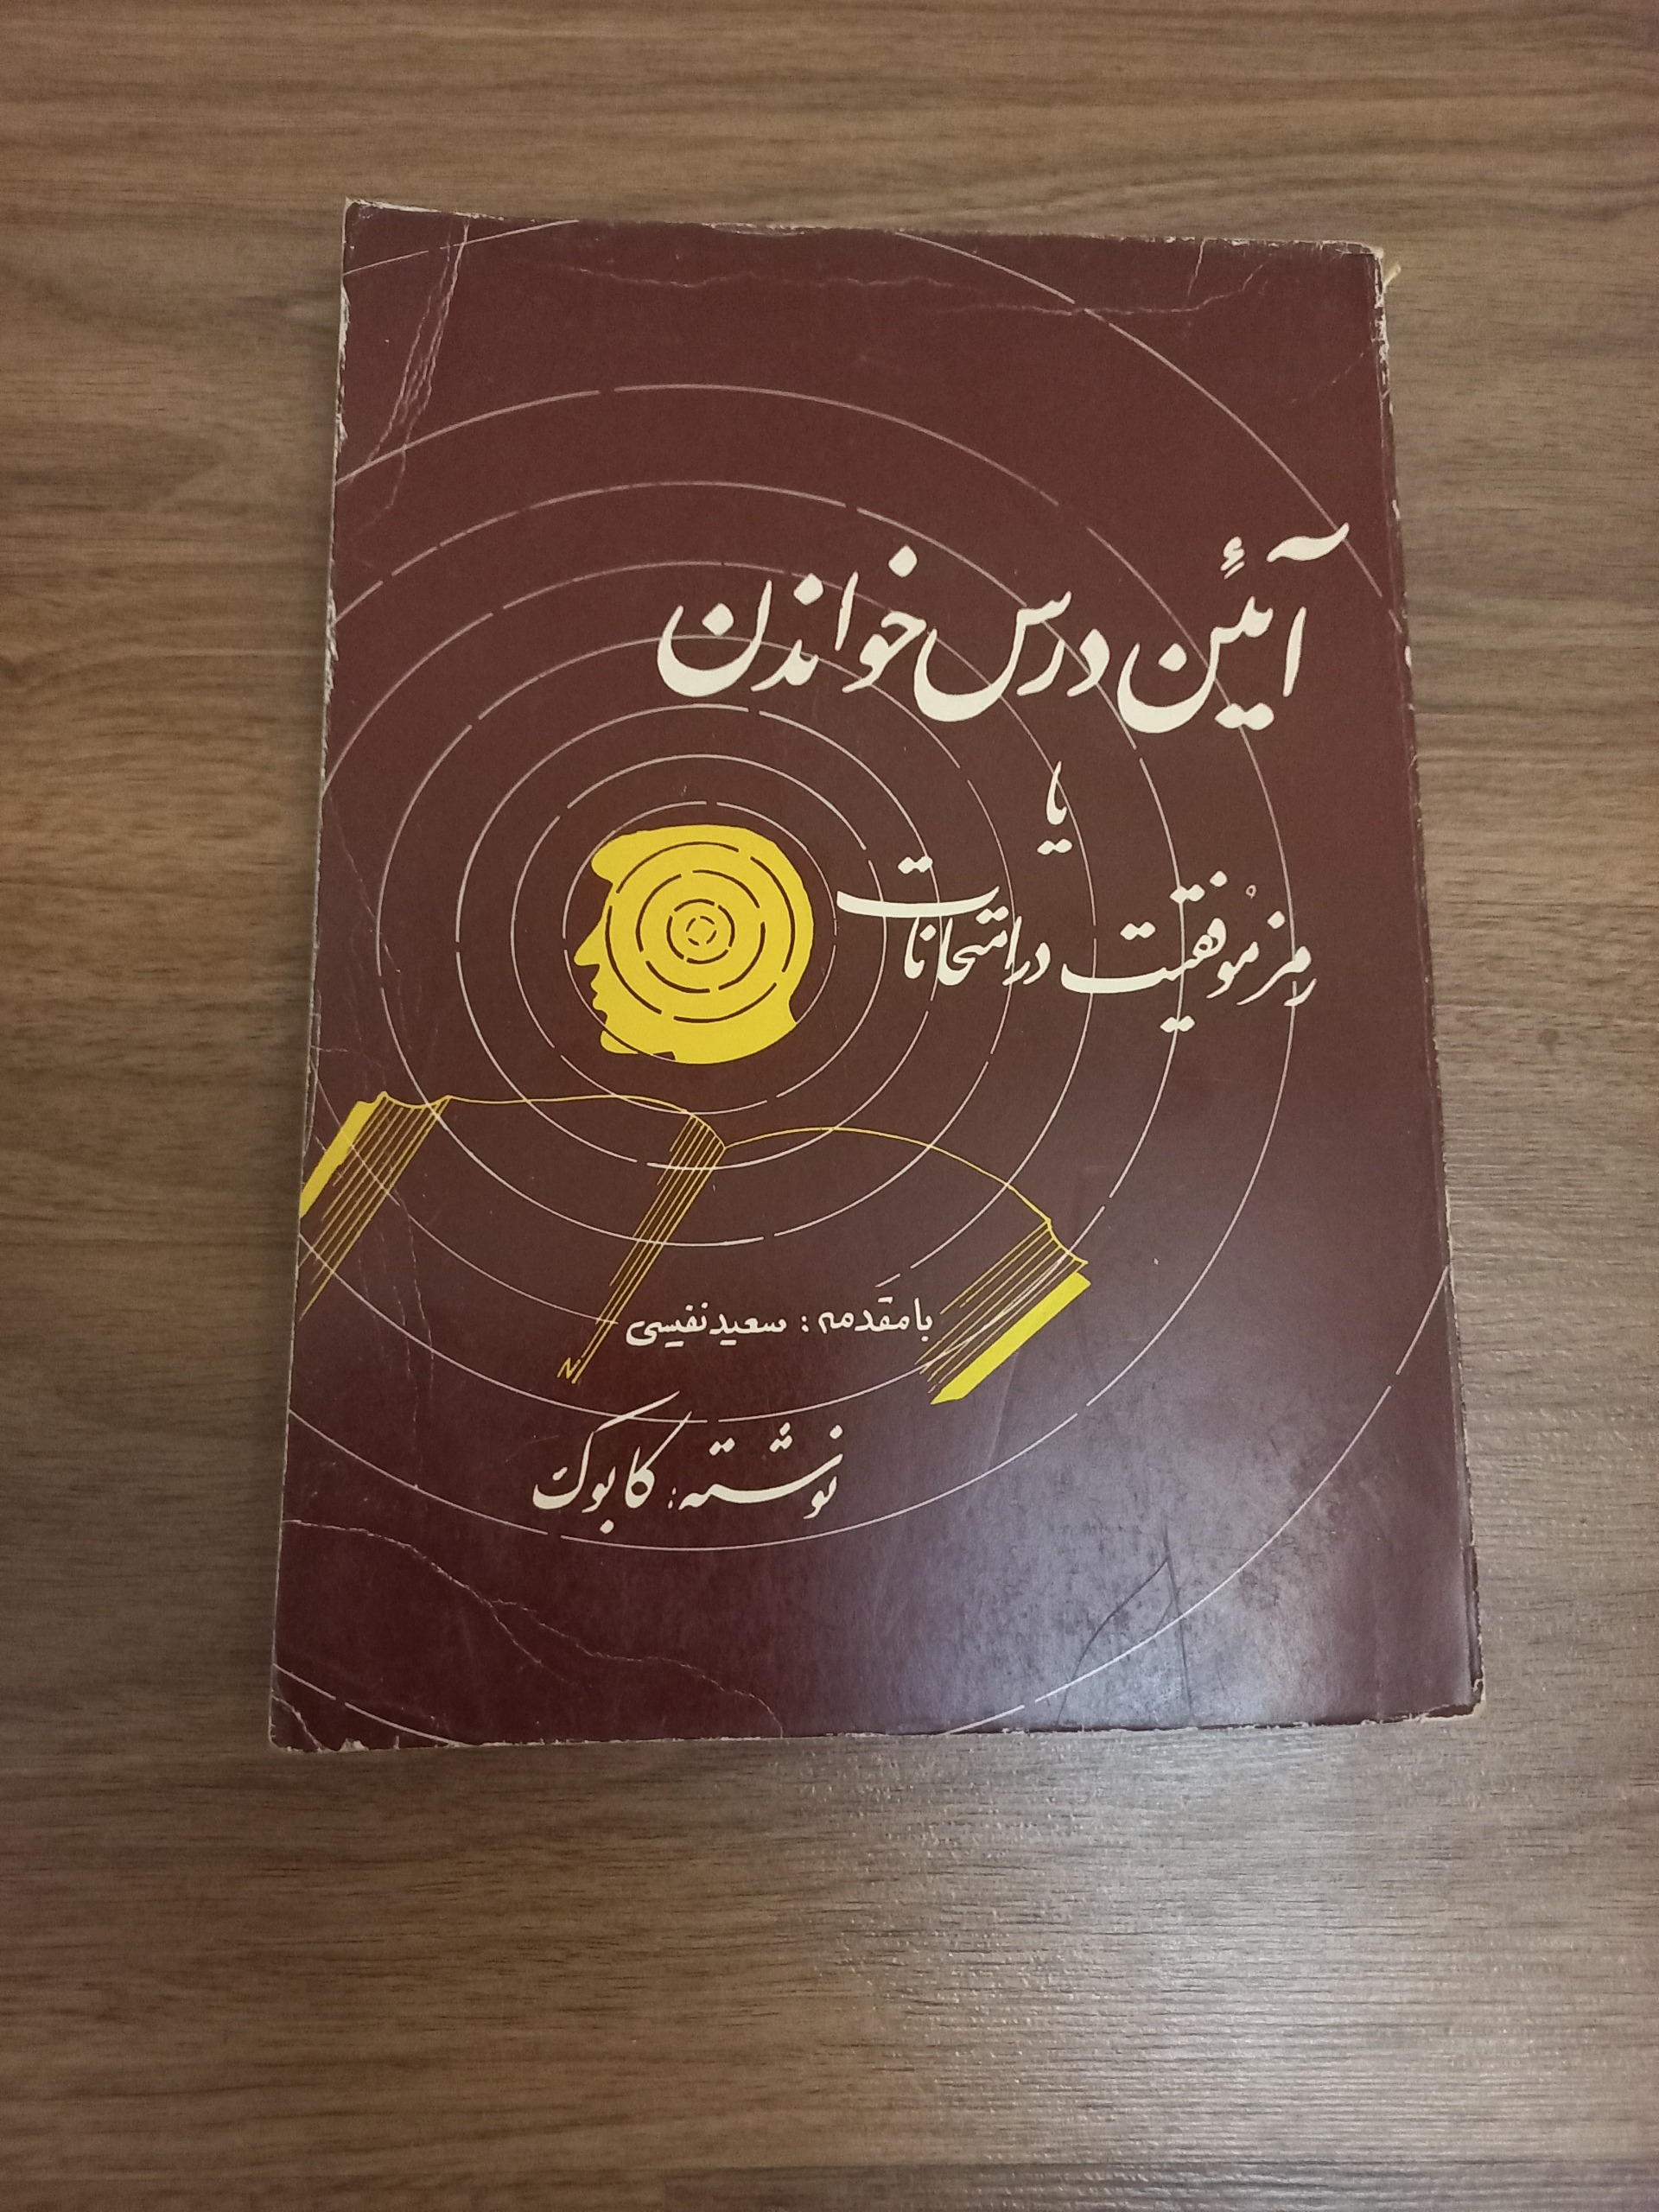 آئین درس خواندن
یا
رمز موفقیت در امتحانات
با مقدمه : سعید نفیسی
نوشته : کابوک